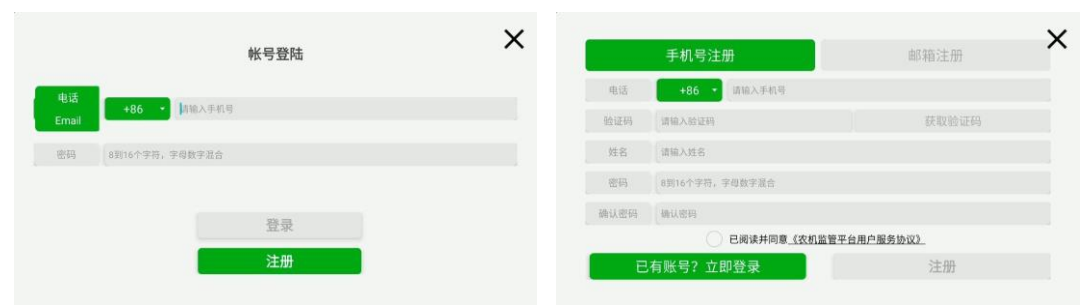 帐号登陆
电话
Email
+86
请输入手机号
密码
8到16个字符，字母数字混合
登录
注册
手机号注册
邮箱注册
电话
+86
请输入手机号
验证码
请输入验证码
获取验证码
姓名
请输入姓名
密码
8到16个字符，字母数字混合
确认密码
确认密码
已阅读并同意《农机监管平台用户服务协议》
已有账号？立即登录
注册